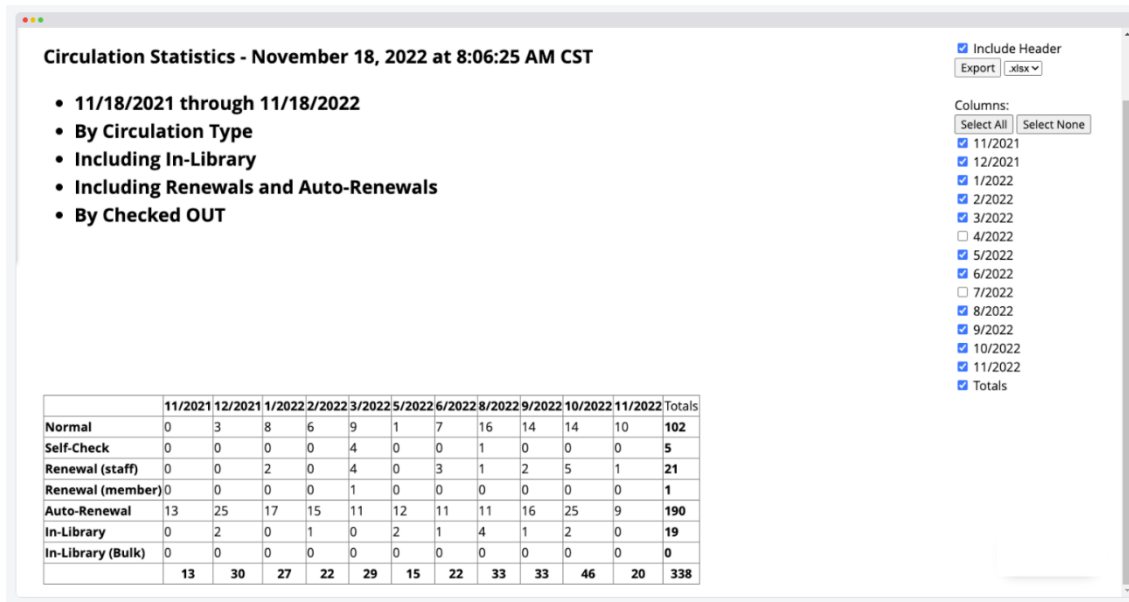 Circulation Statistics - November 18, 2022 at 8:06:25 AM CST
• 11/18/2021 through 11/18/2022
• By Circulation Type
• Including In-Library
• Including Renewals and Auto-Renewals
• By Checked OUT
Include Header
Export .xlsx
Columns:
Select All Select None
11/2021
12/2021
1/2022
2/2022
3/2022
4/2022
5/2022
6/2022
7/2022
8/2022
9/2022
10/2022
11/2022
Totals
11/2021 12/2021 1/2022 2/2022 3/2022 5/2022 6/2022 8/2022 9/2022 10/2022 11/2022 Totals
Normal 0 3 8 6 9 1 7 16 14 14 10 102
Self-Check 0 0 0 0 4 0 0 1 0 0 0 5
Renewal (staff) 0 0 2 0 4 0 3 1 2 5 1 21
Renewal (member) 0 0 0 0 1 0 0 0 0 0 0 1
Auto-Renewal 13 25 17 15 11 12 11 11 16 25 9 190
In-Library 0 2 0 1 0 2 1 4 1 2 0 19
In-Library (Bulk) 0 0 0 0 0 0 0 0 0 0 0 0
13 30 27 22 29 15 22 33 33 46 20 338